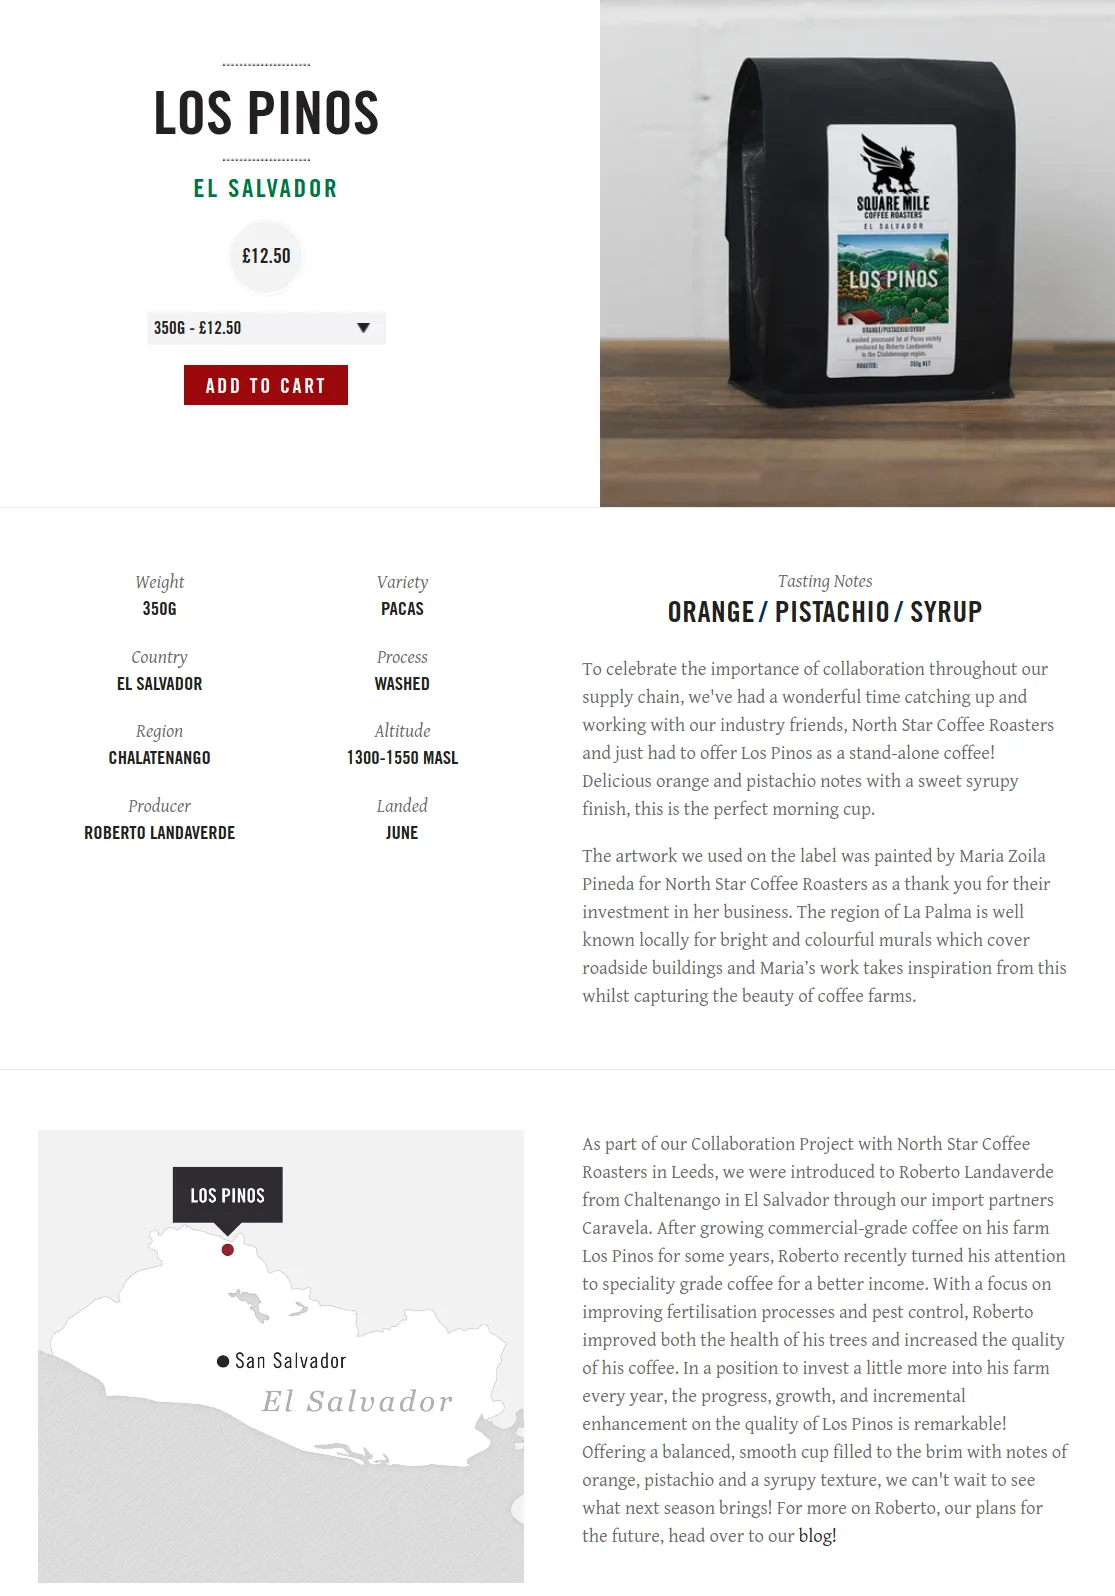 LOS PINOS
EL SALVADOR
£12.50
350G - £12.50
ADD TO CART
SQUARE MILE
COFFEE ROASTERS
EL SALVADOR
LOS PINOS
ORANGE/PISTACHIO/SYRUP
A washed processed lot of Pacas variety
produced by Roberto Landaverde
in the Chalatenango region.
ROASTED:
350g NET
Weight
350G
Variety
PACAS
Country
EL SALVADOR
Process
WASHED
Region
CHALATENANGO
Altitude
1300-1550 MASL
Producer
ROBERTO LANDAVERDE
Landed
JUNE
Tasting Notes
ORANGE / PISTACHIO / SYRUP
To celebrate the importance of collaboration throughout our
supply chain, we've had a wonderful time catching up and
working with our industry friends, North Star Coffee Roasters
and just had to offer Los Pinos as a stand-alone coffee!
Delicious orange and pistachio notes with a sweet syrupy
finish, this is the perfect morning cup.
The artwork we used on the label was painted by Maria Zoila
Pineda for North Star Coffee Roasters as a thank you for their
investment in her business. The region of La Palma is well
known locally for bright and colourful murals which cover
roadside buildings and Maria’s work takes inspiration from this
whilst capturing the beauty of coffee farms.
LOS PINOS
San Salvador
El Salvador
As part of our Collaboration Project with North Star Coffee
Roasters in Leeds, we were introduced to Roberto Landaverde
from Chaltenango in El Salvador through our import partners
Caravela. After growing commercial-grade coffee on his farm
Los Pinos for some years, Roberto recently turned his attention
to speciality grade coffee for a better income. With a focus on
improving fertilisation processes and pest control, Roberto
improved both the health of his trees and increased the quality
of his coffee. In a position to invest a little more into his farm
every year, the progress, growth, and incremental
enhancement on the quality of Los Pinos is remarkable!
Offering a balanced, smooth cup filled to the brim with notes of
orange, pistachio and a syrupy texture, we can't wait to see
what next season brings! For more on Roberto, our plans for
the future, head over to our blog!